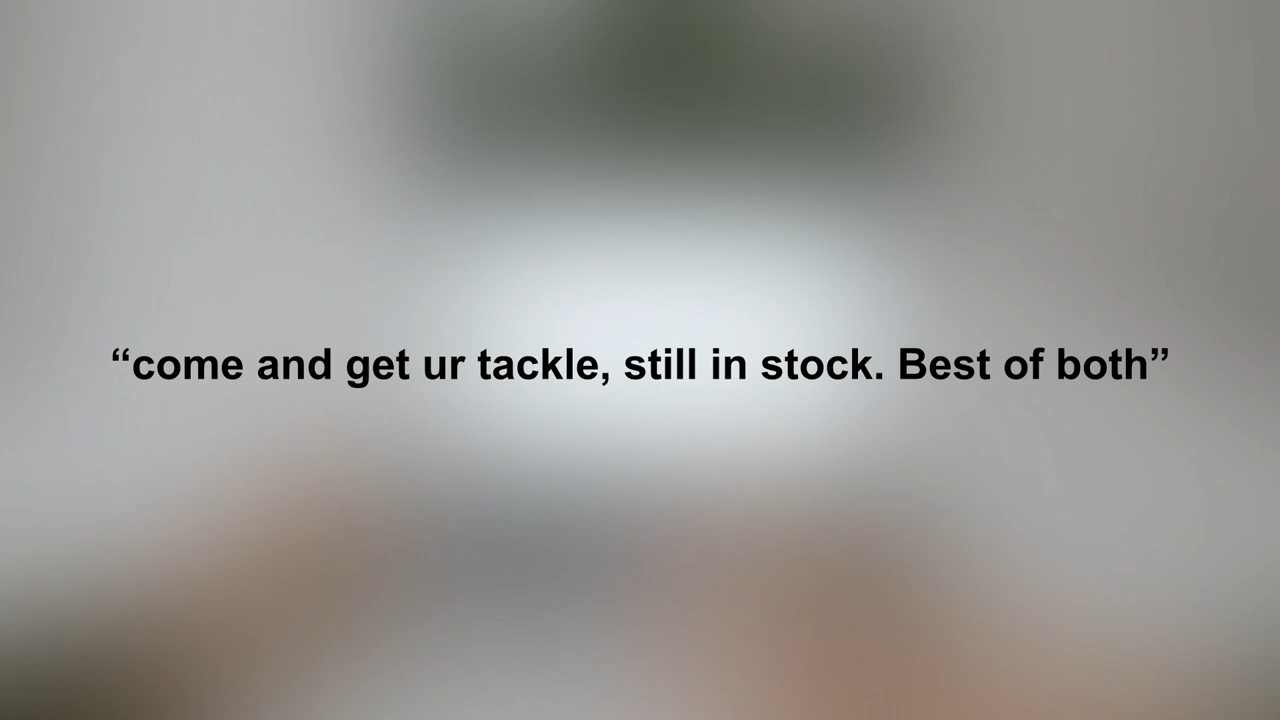 “come and get ur tackle, still in stock. Best of both”